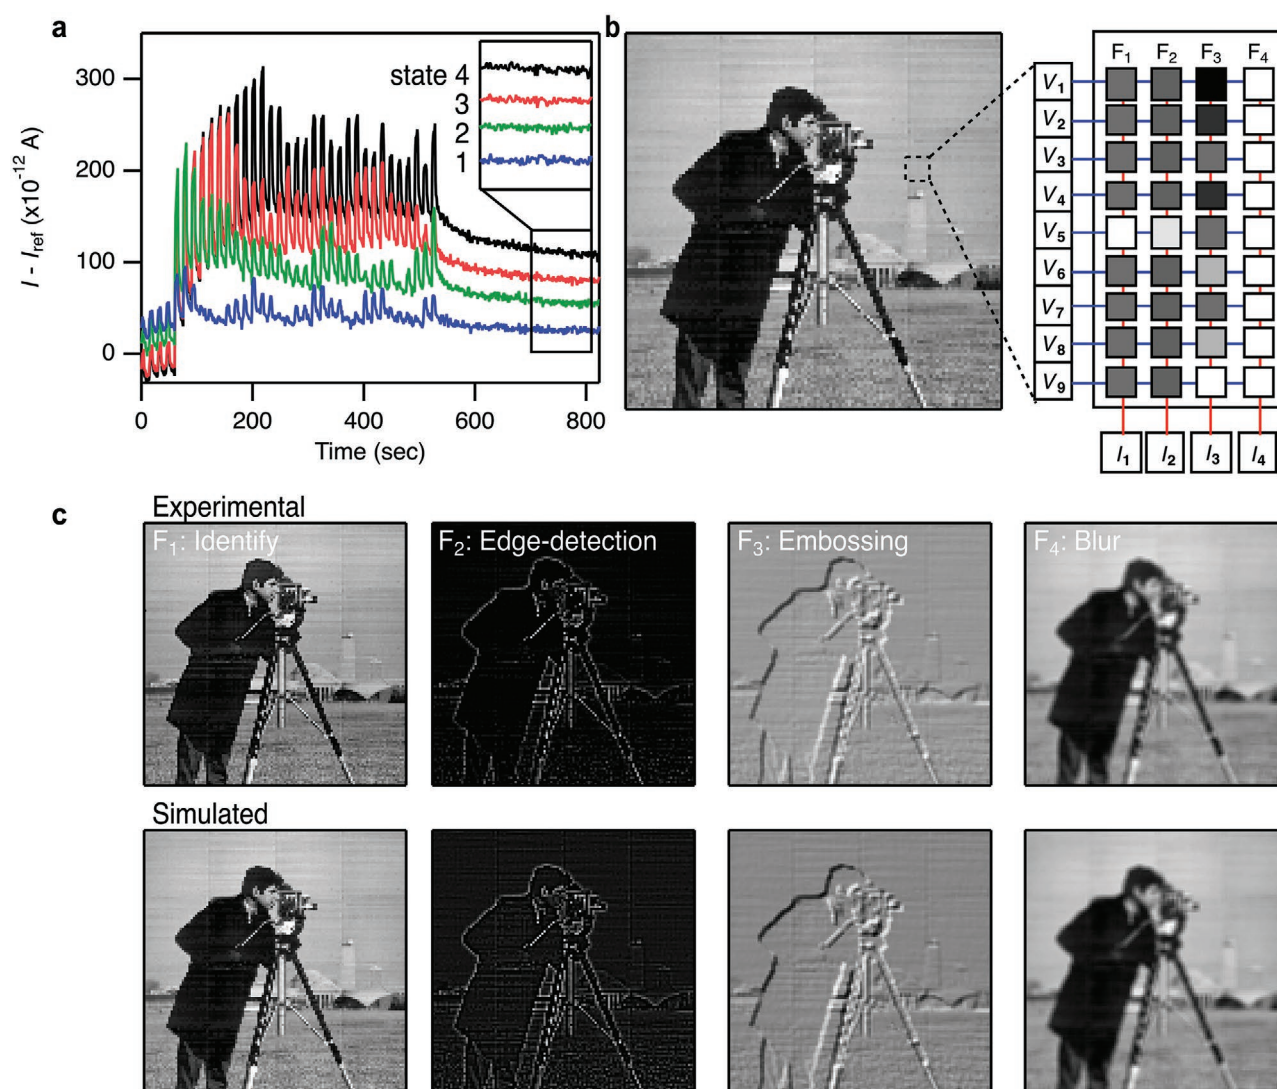 a
state 4
3
2
1
300
200
100
0
I - Iref (x10⁻¹² A)
0 200 400 600 800
Time (sec)
b
F₁ F₂ F₃ F₄
V₁
V₂
V₃
V₄
V₅
V₆
V₇
V₈
V₉
I₁ I₂ I₃ I₄
c
Experimental
F₁: Identify
F₂: Edge-detection
F₃: Embossing
F₄: Blur
Simulated